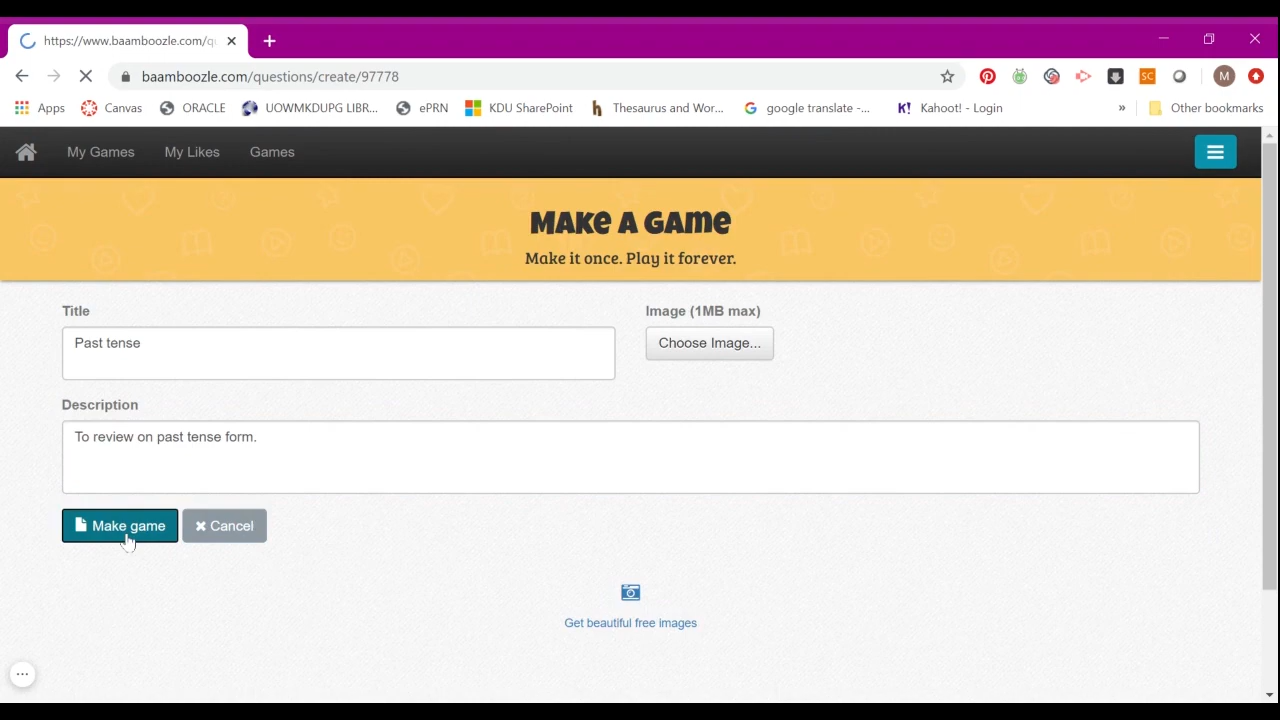 https://www.baamboozle.com/qu
baamboozle.com/questions/create/97778
SC
M
Apps
Canvas
ORACLE
UOWMKDUPG LIBR...
ePRN
KDU SharePoint
Thesaurus and Wor...
google translate -...
K! Kahoot! - Login
»
Other bookmarks
My Games
My Likes
Games
Make a Game
Make it once. Play it forever.
Title
Image (1MB max)
Past tense
Choose Image...
Description
To review on past tense form.
Make game
Cancel
Get beautiful free images